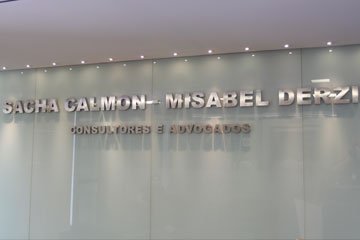 SACHA CALMON - MISABEL DERZI
CONSULTORES E ADVOGADOS